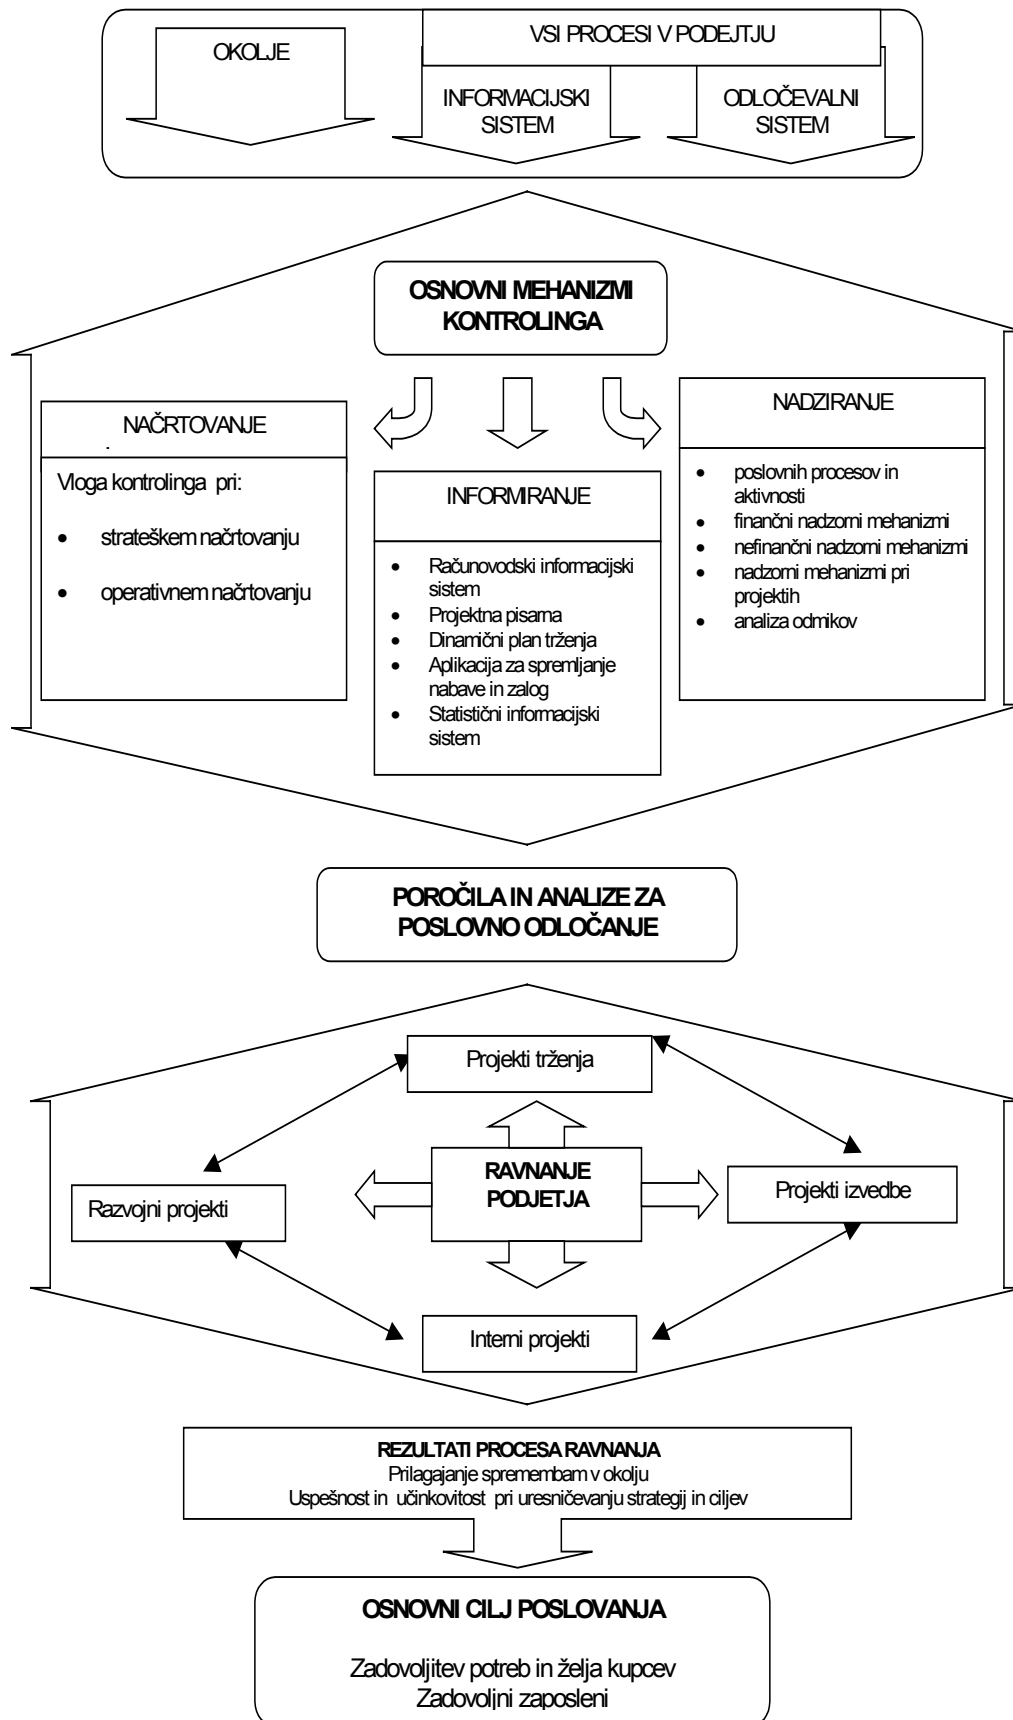 OKOLJE
VSI PROCESI V PODEJTJU
INFORMACIJSKI
SISTEM
ODLOČEVALNI
SISTEM
OSNOVNI MEHANIZMI
KONTROLINGA
NAČRTOVANJE
Vloga kontrolinga pri:
• strateškem načrtovanju
• operativnem načrtovanju
INFORMIRANJE
• Računovodski informacijski
sistem
• Projektna pisarna
• Dinamični plan trženja
• Aplikacija za spremljanje
nabave in zalog
• Statistični informacijski
sistem
NADZIRANJE
• poslovnih procesov in
aktivnosti
• finančni nadzorni mehanizmi
• nefinančni nadzorni mehanizmi
• nadzorni mehanizmi pri
projektih
• analiza odmikov
POROČILA IN ANALIZE ZA
POSLOVNO ODLOČANJE
Projekti trženja
RAVNANJE
PODJETJA
Razvojni projekti
Projekti izvedbe
Interni projekti
REZULTATI PROCESA RAVNANJA
Prilagajanje spremembam v okolju
Uspešnost in učinkovitost pri uresničevanju strategij in ciljev
OSNOVNI CILJ POSLOVANJA
Zadovoljitev potreb in želja kupcev
Zadovoljni zaposleni